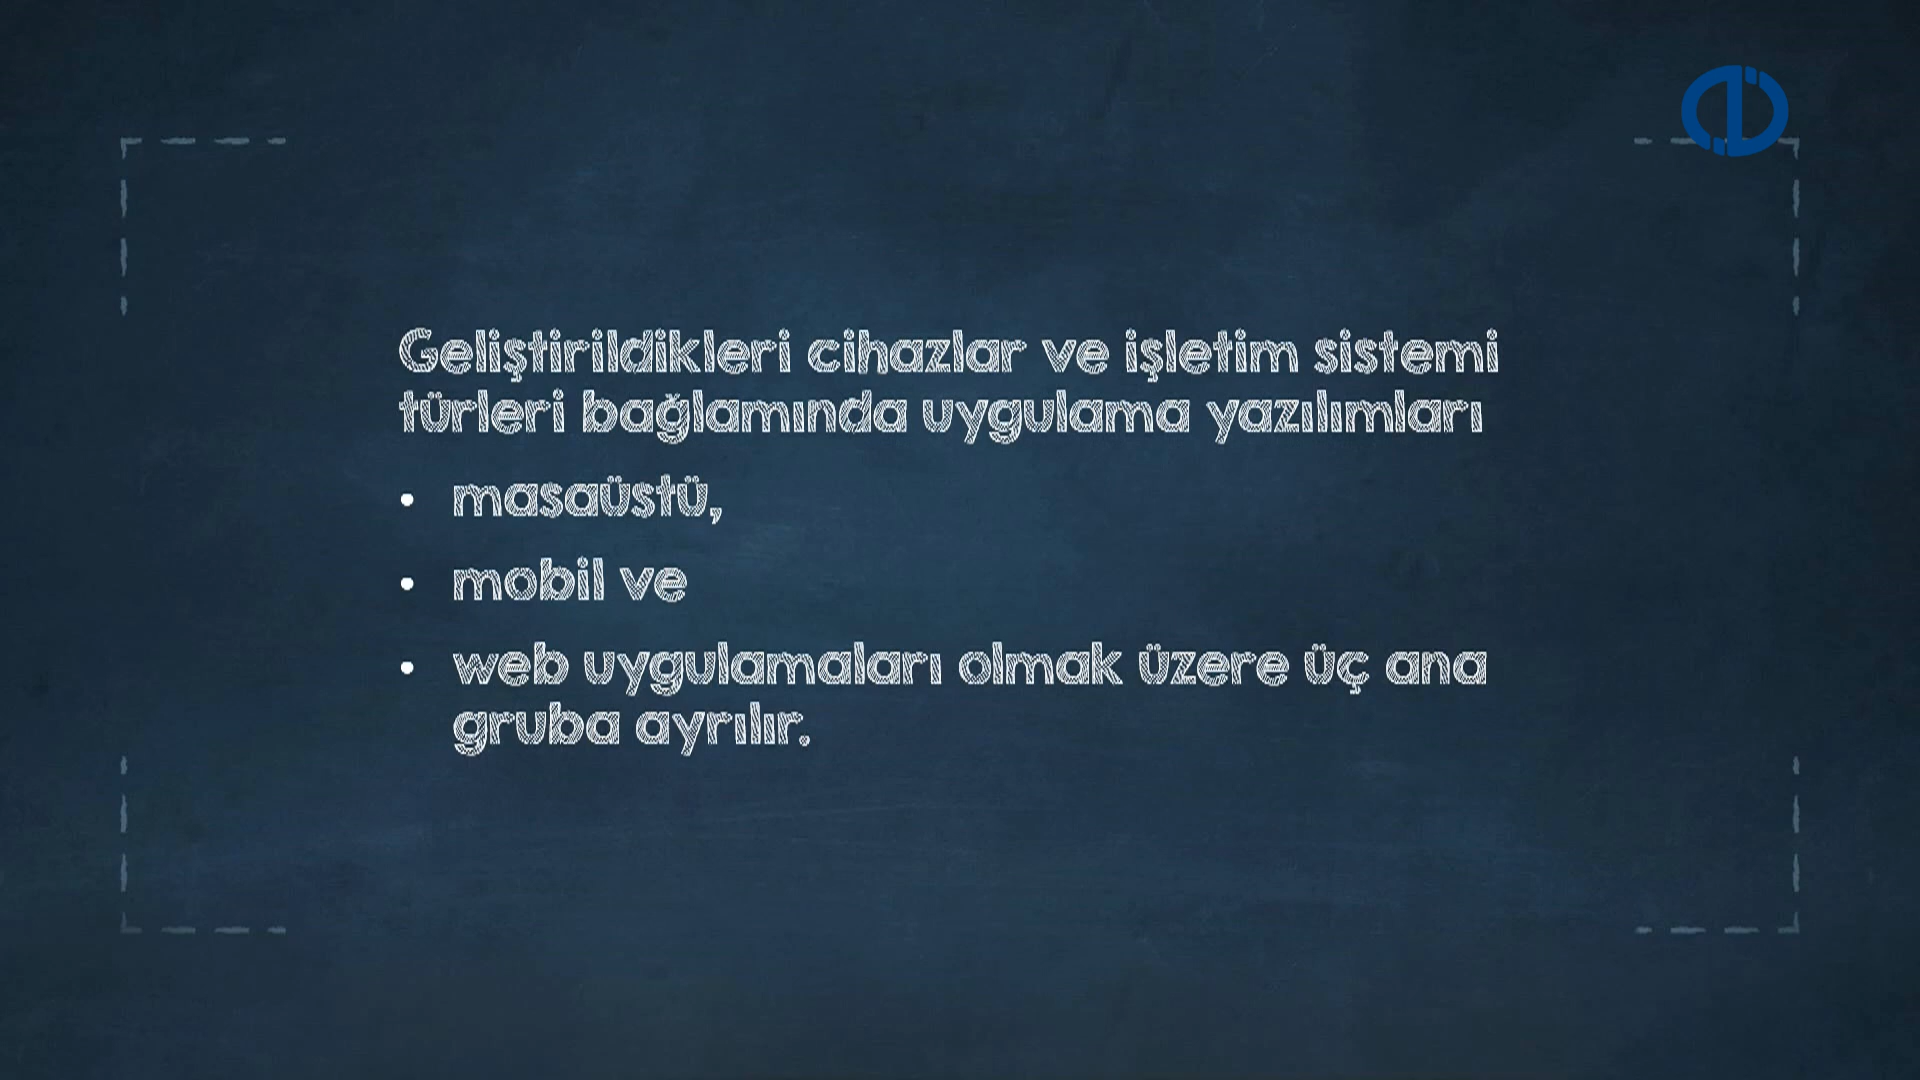 Geliştirildikleri cihazlar ve işletim sistemi
türleri bağlamında uygulama yazılımları
• masaüstü,
• mobil ve
• web uygulamaları olmak üzere üç ana
gruba ayrılır.